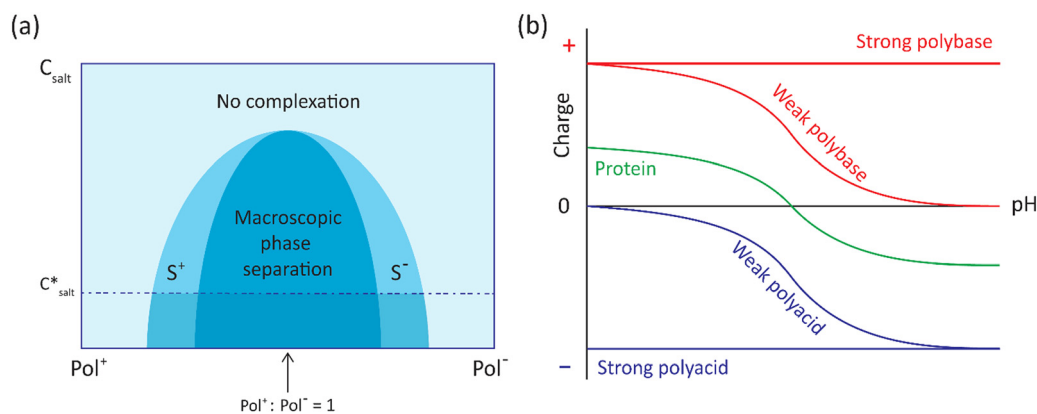 (a)
C_salt
No complexation
Macroscopic
phase
separation
S⁺
S⁻
C*_salt
Pol⁺
Pol⁻
Pol⁺ : Pol⁻ = 1
(b)
+
Strong polybase
Charge
Weak polybase
Protein
0
pH
Weak polyacid
−
Strong polyacid